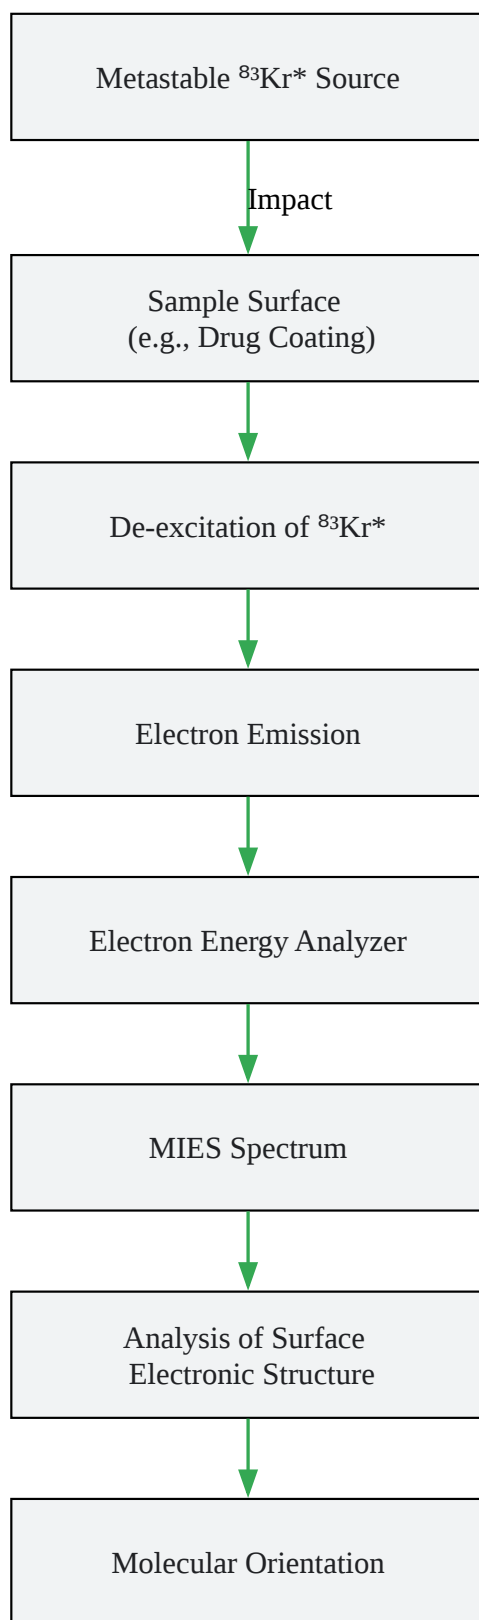 Metastable ⁸³Kr* Source
Impact
Sample Surface
(e.g., Drug Coating)
De-excitation of ⁸³Kr*
Electron Emission
Electron Energy Analyzer
MIES Spectrum
Analysis of Surface
Electronic Structure
Molecular Orientation